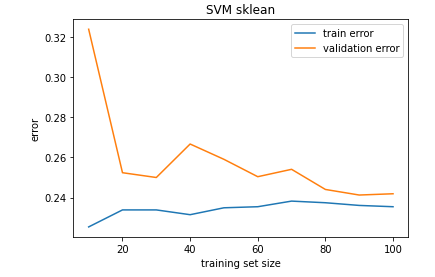 SVM sklean
train error
validation error
0.32
0.30
0.28
0.26
0.24
error
20
40
60
80
100
training set size